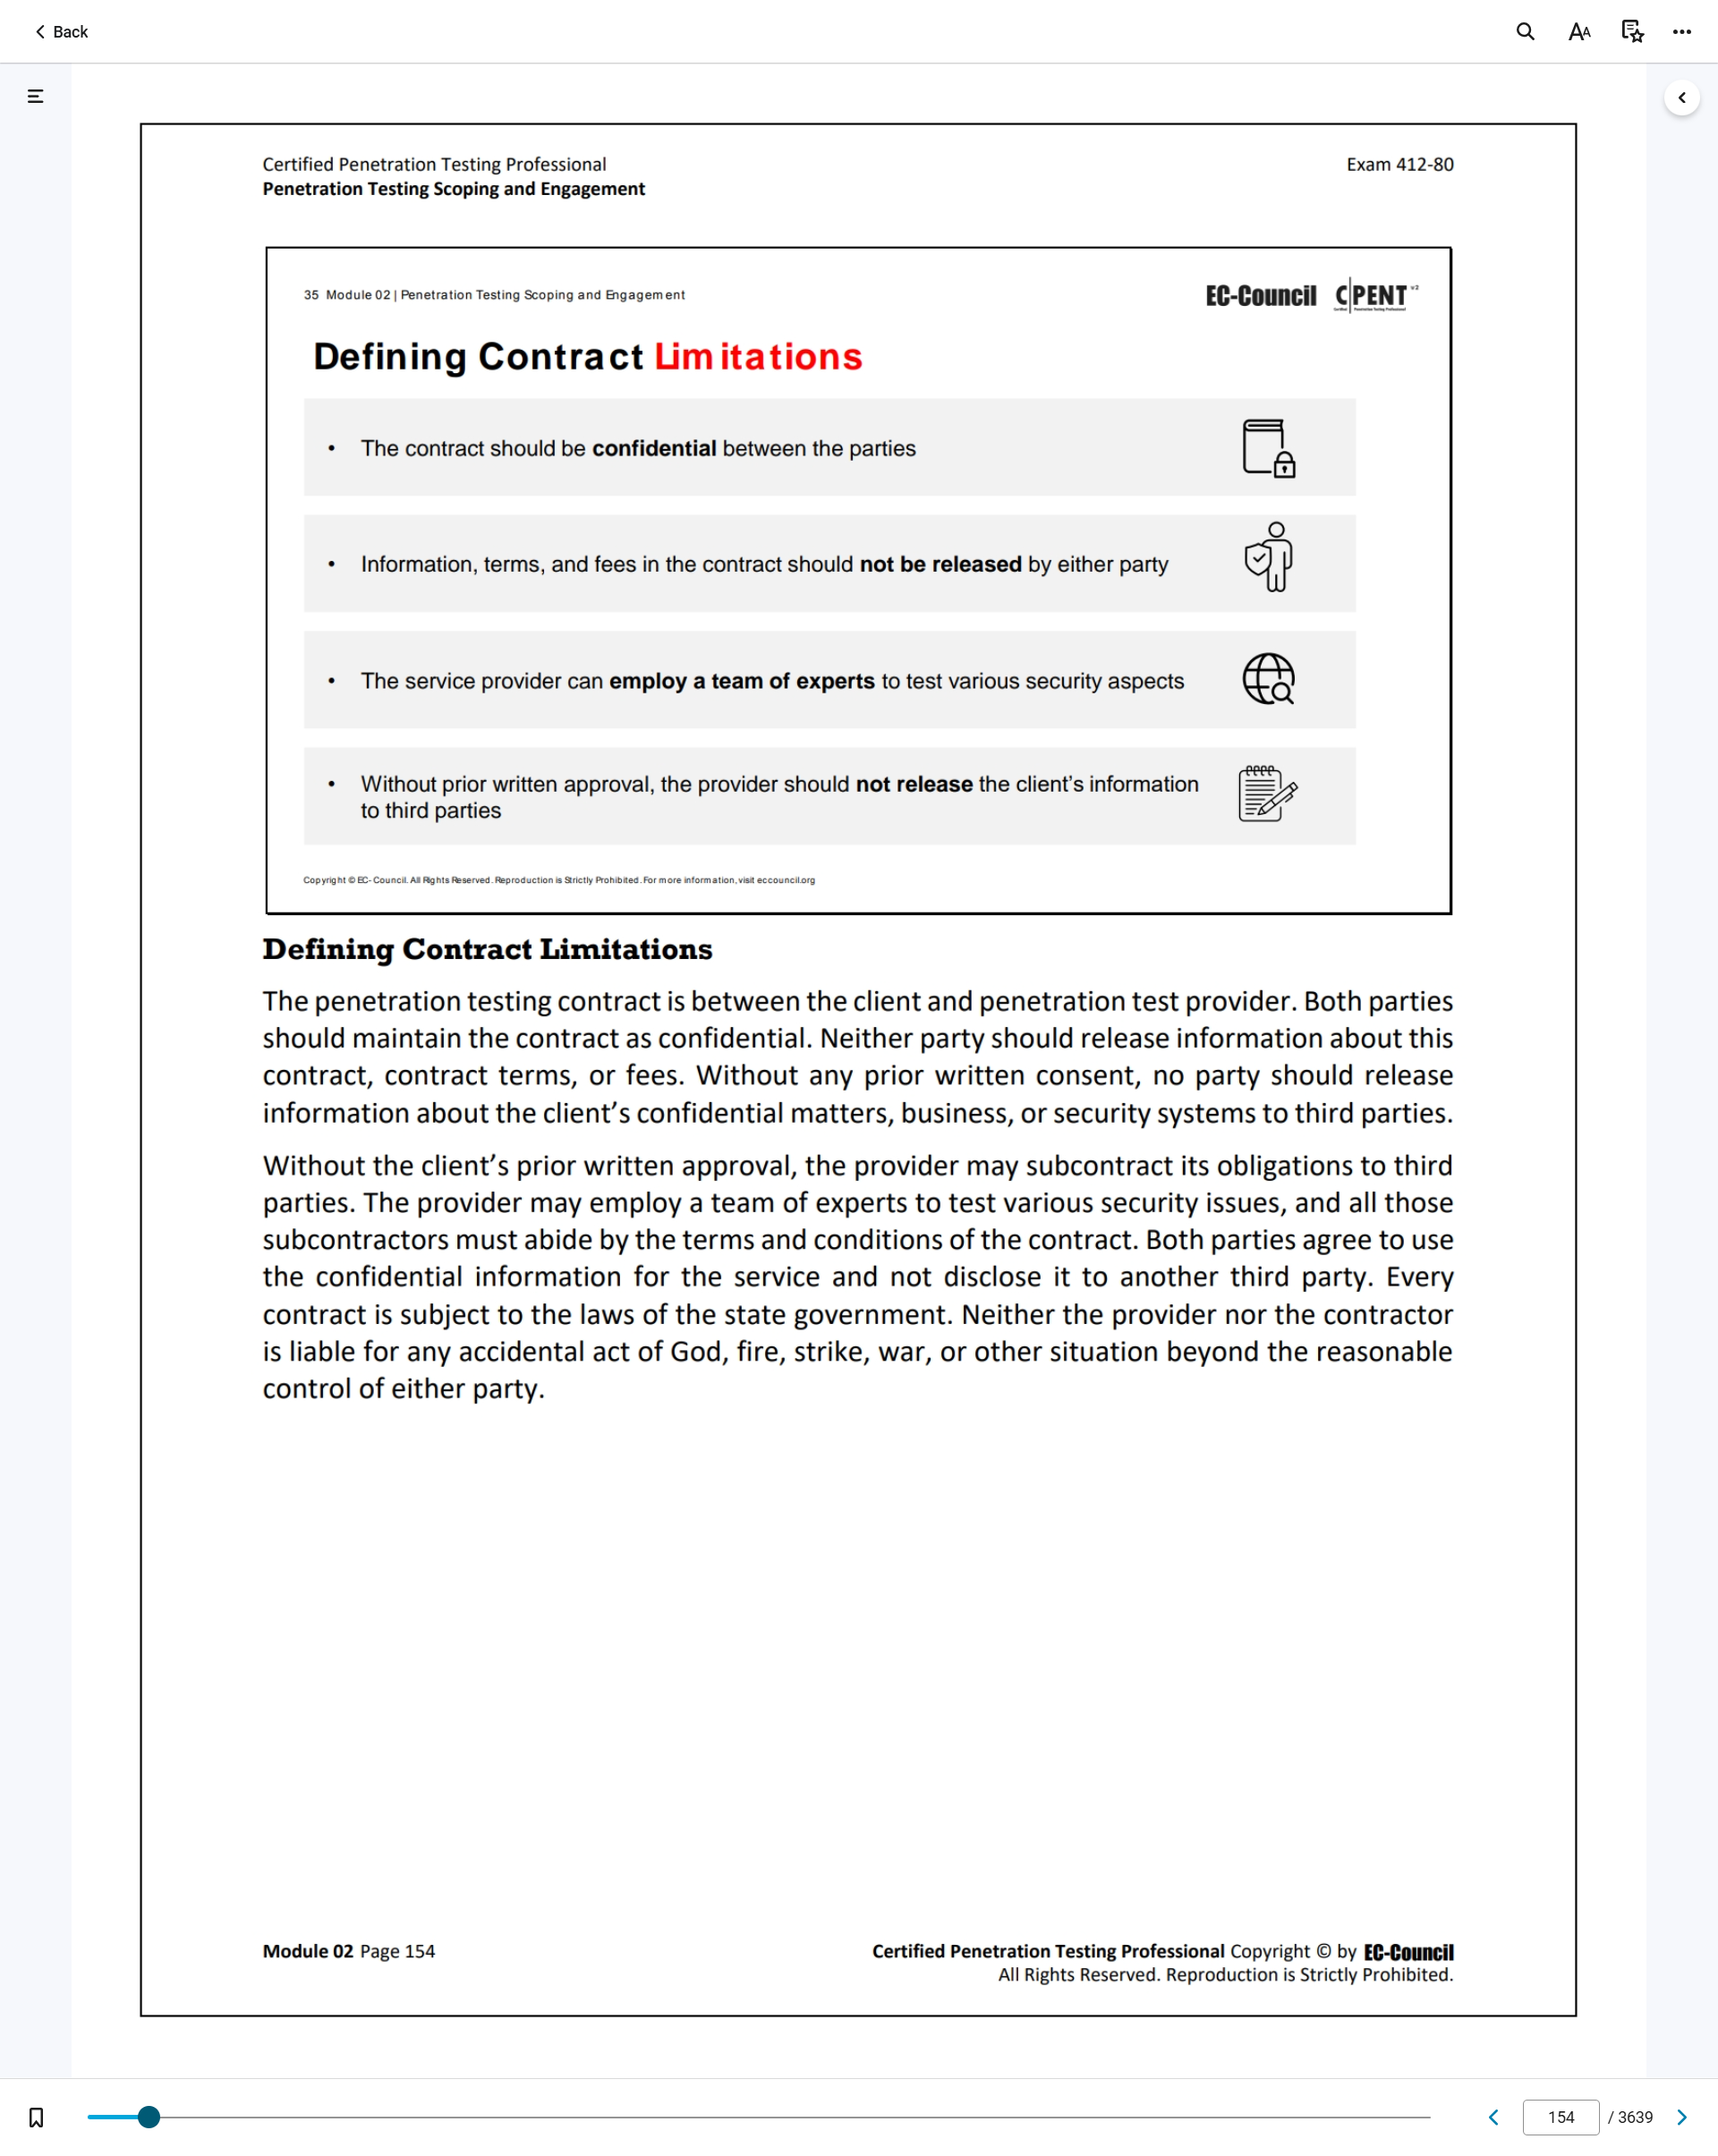 Back
Certified Penetration Testing Professional
Exam 412-80
Penetration Testing Scoping and Engagement
35 Module 02 | Penetration Testing Scoping and Engagement
EC-Council C|PENT v2
Defining Contract Limitations
• The contract should be confidential between the parties
• Information, terms, and fees in the contract should not be released by either party
• The service provider can employ a team of experts to test various security aspects
• Without prior written approval, the provider should not release the client’s information
to third parties
Copyright © EC-Council. All Rights Reserved. Reproduction is Strictly Prohibited. For more information, visit eccouncil.org
Defining Contract Limitations
The penetration testing contract is between the client and penetration test provider. Both parties
should maintain the contract as confidential. Neither party should release information about this
contract, contract terms, or fees. Without any prior written consent, no party should release
information about the client’s confidential matters, business, or security systems to third parties.
Without the client’s prior written approval, the provider may subcontract its obligations to third
parties. The provider may employ a team of experts to test various security issues, and all those
subcontractors must abide by the terms and conditions of the contract. Both parties agree to use
the confidential information for the service and not disclose it to another third party. Every
contract is subject to the laws of the state government. Neither the provider nor the contractor
is liable for any accidental act of God, fire, strike, war, or other situation beyond the reasonable
control of either party.
Module 02 Page 154
Certified Penetration Testing Professional Copyright © by EC-Council
All Rights Reserved. Reproduction is Strictly Prohibited.
154 / 3639